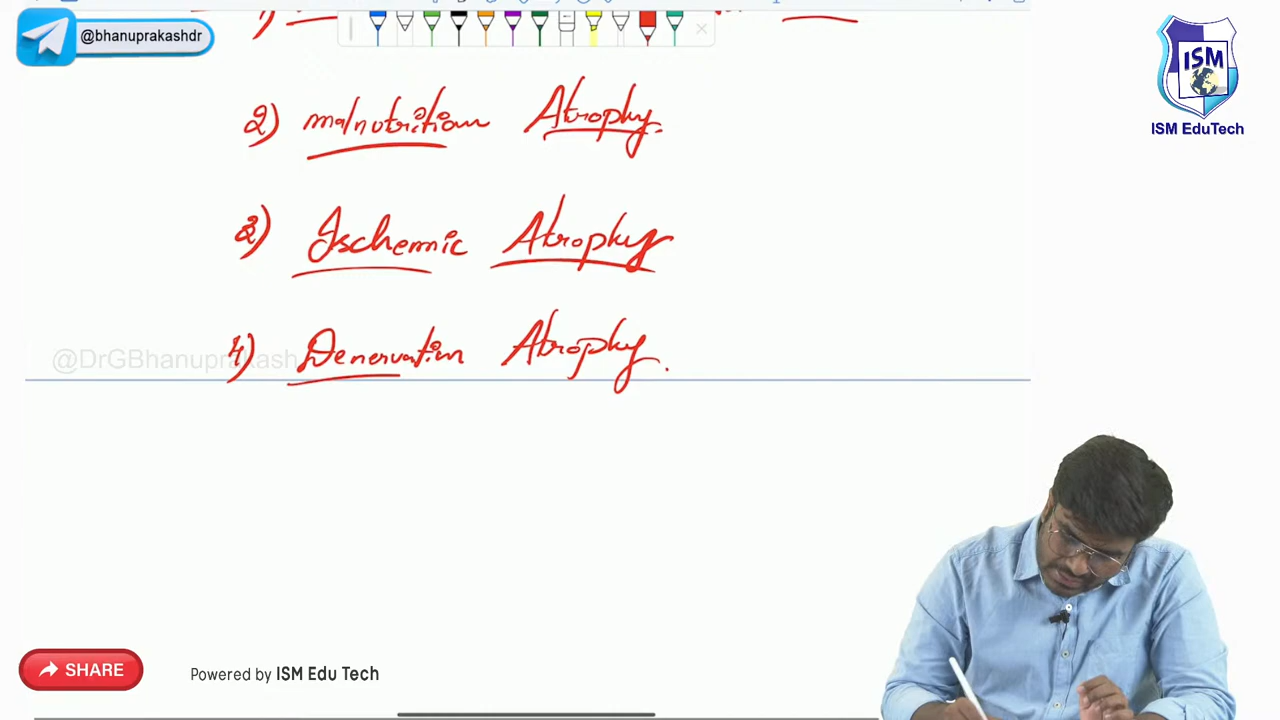 @bhanuprakashdr
ISM
ISM EduTech
2) malnutrition Atrophy.
3) Ischemic Atrophy
4) Denervation Atrophy.
@DrGBhanuprakash
SHARE
Powered by ISM Edu Tech